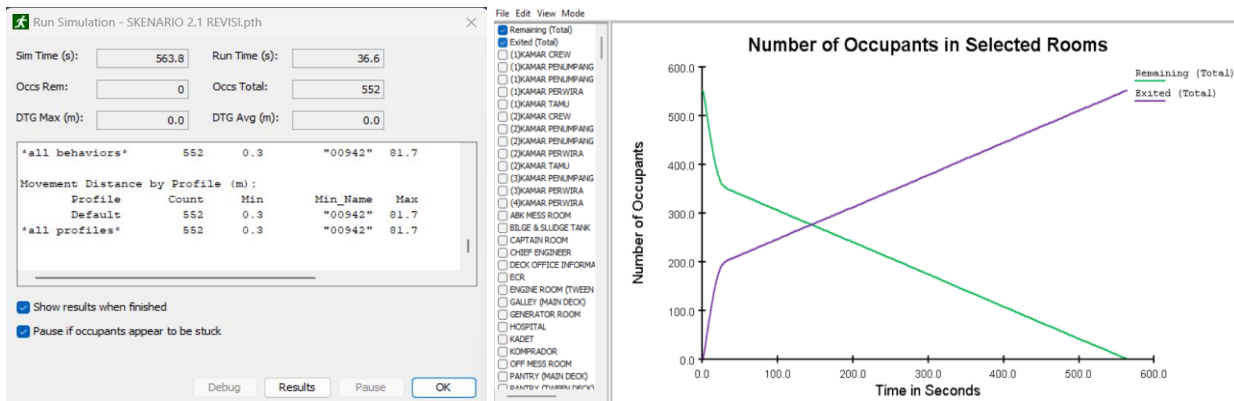 Run Simulation - SKENARIO 2.1 REVISI.pth
Sim Time (s): 563.8 Run Time (s): 36.6
Occs Rem: 0 Occs Total: 552
DTG Max (m): 0.0 DTG Avg (m): 0.0
*all behaviors* 552 0.3 "00942" 81.7
Movement Distance by Profile (m):
Profile Count Min Min_Name Max
Default 552 0.3 "00942" 81.7
*all profiles* 552 0.3 "00942" 81.7
Show results when finished
Pause if occupants appear to be stuck
Debug Results Pause OK
File Edit View Mode
Remaining (Total)
Exited (Total)
(1)KAMAR CREW
(1)KAMAR PENUMPANG
(1)KAMAR PENUMPANG
(1)KAMAR PERWIRA
(1)KAMAR TAMU
(2)KAMAR CREW
(2)KAMAR PENUMPANG
(2)KAMAR PENUMPANG
(2)KAMAR PERWIRA
(2)KAMAR TAMU
(3)KAMAR PENUMPANG
(3)KAMAR PERWIRA
(4)KAMAR PERWIRA
ABK MESS ROOM
BILGE & SLUDGE TANK
CAPTAIN ROOM
CHIEF ENGINEER
DECK OFFICE INFORMA
ECR
ENGINE ROOM (TWEEN
GALLEY (MAIN DECK)
GENERATOR ROOM
HOSPITAL
KADET
KOMPRADOR
OFF MESS ROOM
PANTRY (MAIN DECK)
PANTRY (TWEEN DECK)
Number of Occupants in Selected Rooms
Remaining (Total)
Exited (Total)
Number of Occupants
600.0
500.0
400.0
300.0
200.0
100.0
0.0
0.0 100.0 200.0 300.0 400.0 500.0 600.0
Time in Seconds